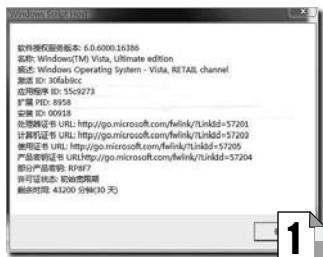 Windows Script Host
软件授权服务版本: 6.0.6000.16386
名称: Windows(TM) Vista, Ultimate edition
描述: Windows Operating System - Vista, RETAIL channel
激活 ID: 30fab9cc
应用程序 ID: 55c9273
扩展 PID: 8958
安装 ID: 00918
处理器证书 URL: http://go.microsoft.com/fwlink/?LinkId=57201
计算机证书 URL: http://go.microsoft.com/fwlink/?LinkId=57203
使用证书 URL: http://go.microsoft.com/fwlink/?LinkId=57205
产品密钥证书 URLhttp://go.microsoft.com/fwlink/?LinkId=57204
部分产品密钥: RP8F7
许可证状态: 初始宽限期
剩余时间: 43200 分钟(30 天)
1